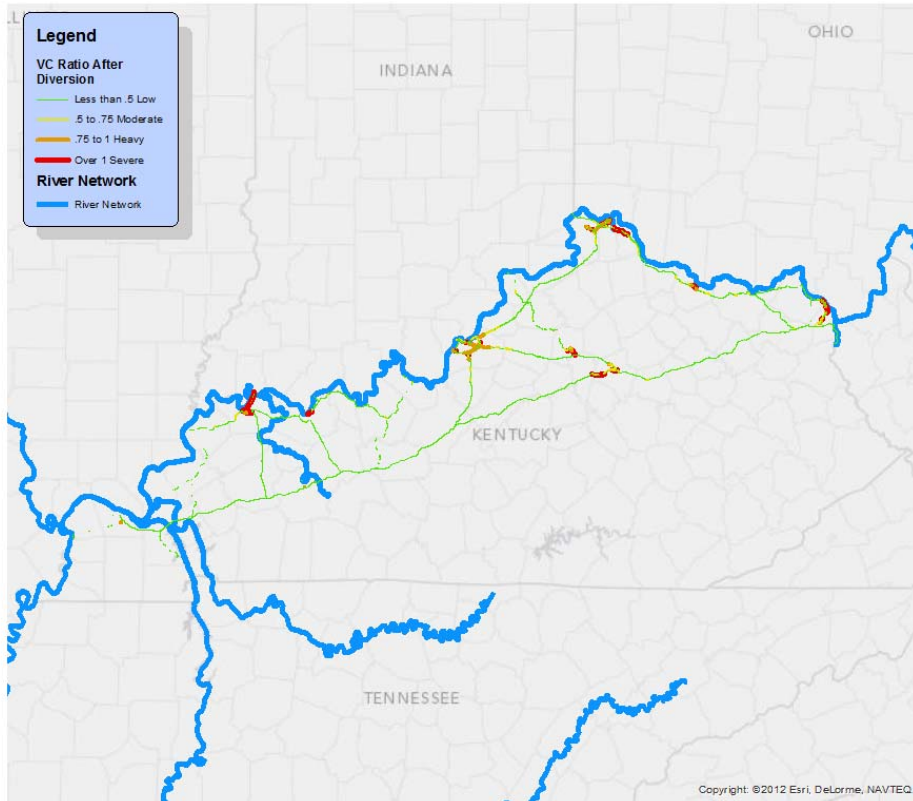 Legend
VC Ratio After
Diversion
Less than .5 Low
.5 to .75 Moderate
.75 to 1 Heavy
Over 1 Severe
River Network
River Network
OHIO
INDIANA
KENTUCKY
TENNESSEE
Copyright: ©2012 Esri, DeLorme, NAVTEQ